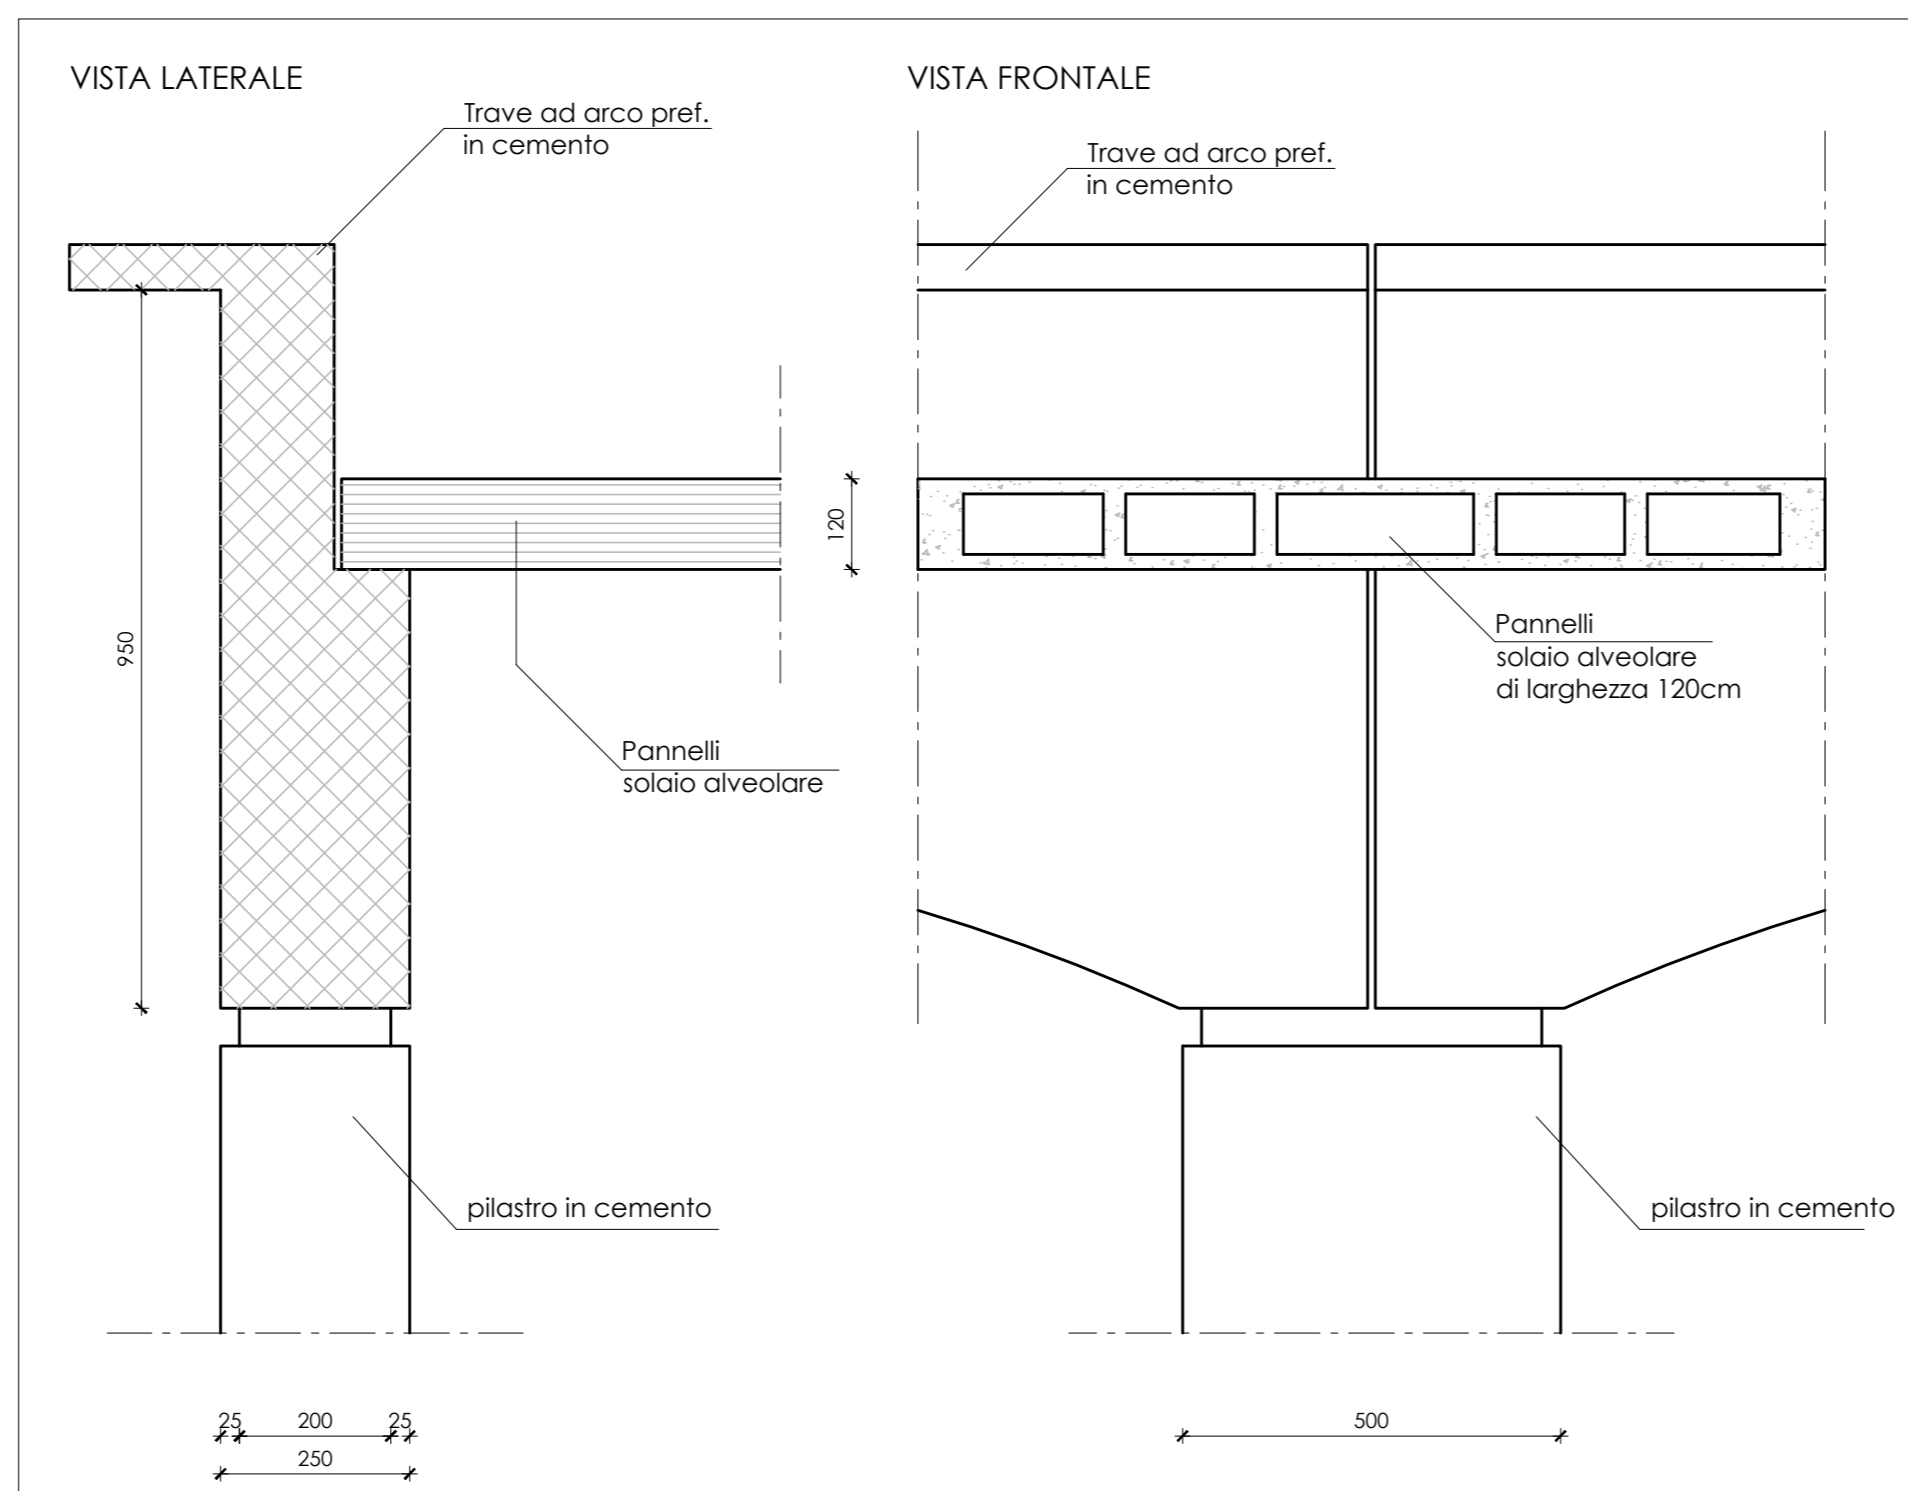 VISTA LATERALE
Trave ad arco pref.
in cemento
950
120
Pannelli
solaio alveolare
pilastro in cemento
25
200
25
250
VISTA FRONTALE
Trave ad arco pref.
in cemento
Pannelli
solaio alveolare
di larghezza 120cm
pilastro in cemento
500